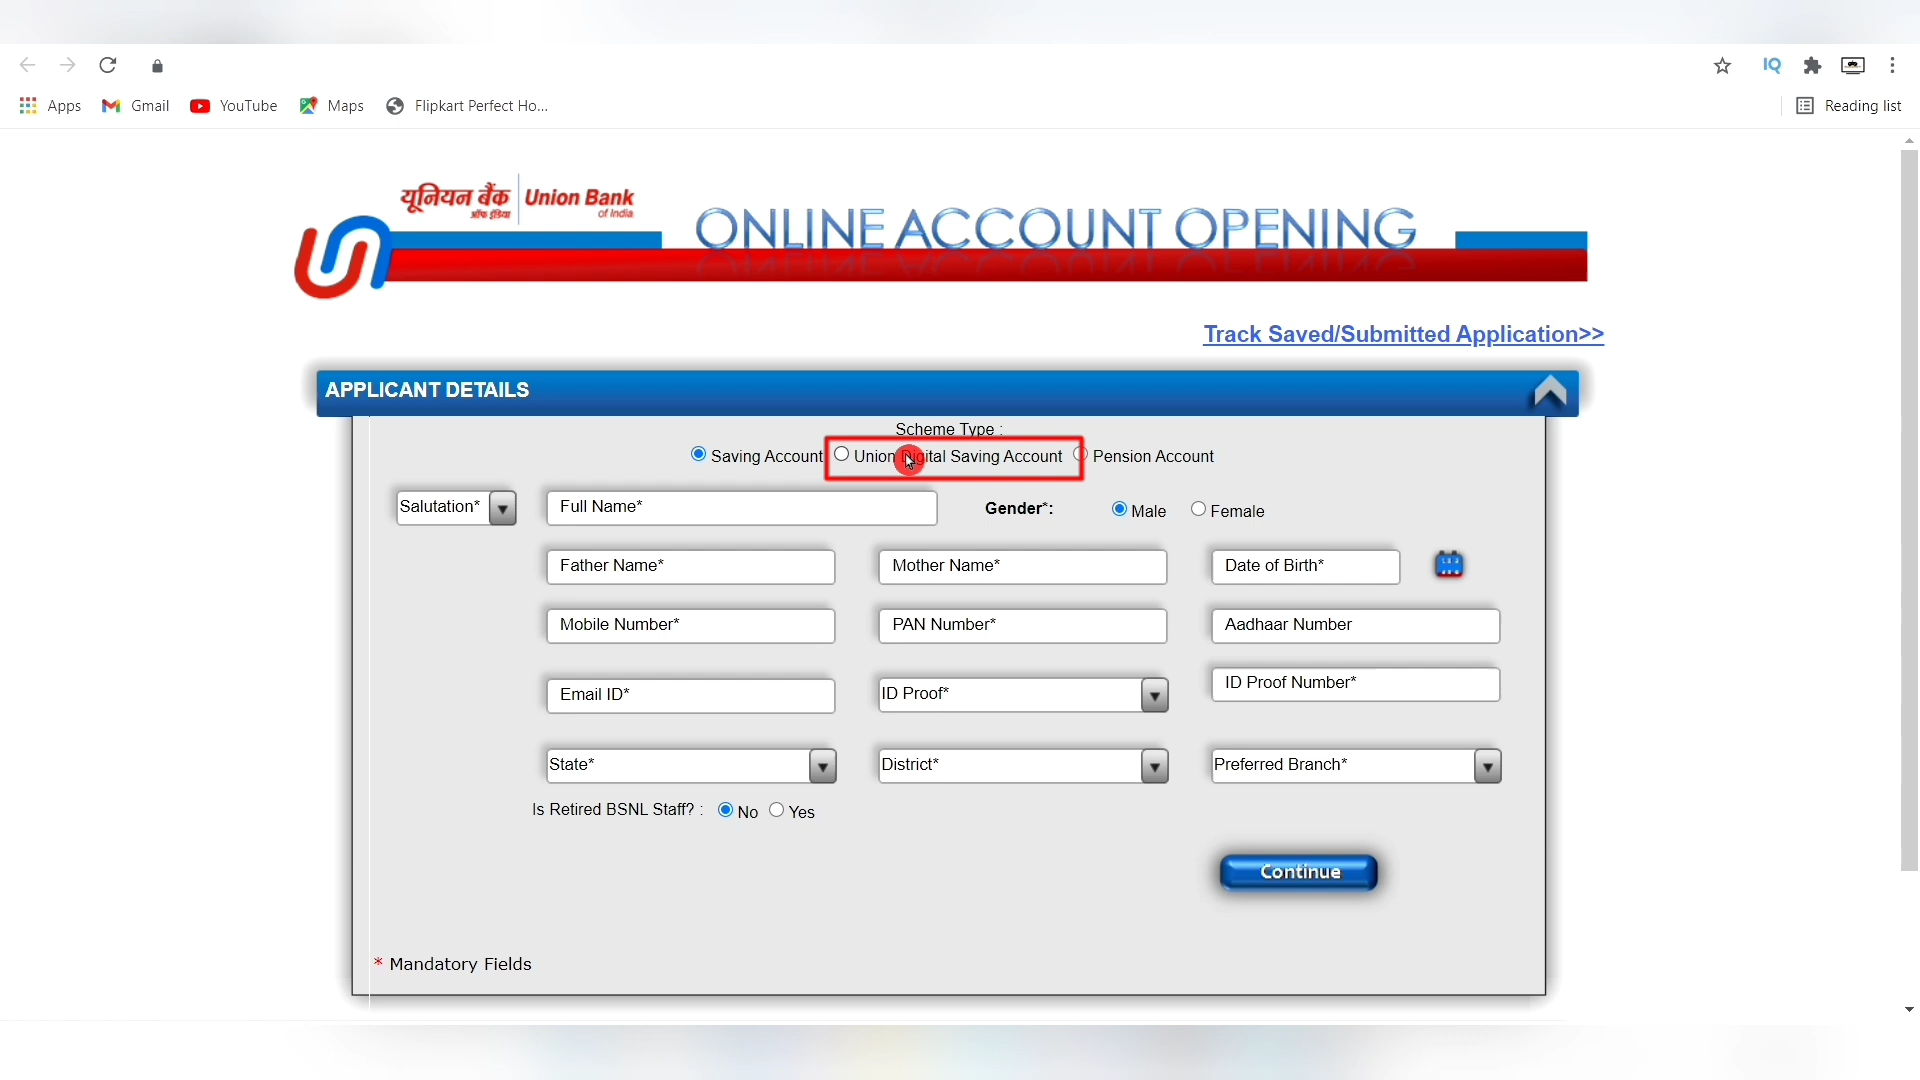 IQ
Apps Gmail YouTube Maps Flipkart Perfect Ho... Reading list
यूनियन बैंक Union Bank
ऑफ इंडिया of India
ONLINE ACCOUNT OPENING
Track Saved/Submitted Application>>
APPLICANT DETAILS
Scheme Type :
Saving Account Union Digital Saving Account Pension Account
Salutation* Full Name* Gender*: Male Female
Father Name* Mother Name* Date of Birth*
Mobile Number* PAN Number* Aadhaar Number
Email ID* ID Proof* ID Proof Number*
State* District* Preferred Branch*
Is Retired BSNL Staff? : No Yes
Continue
* Mandatory Fields